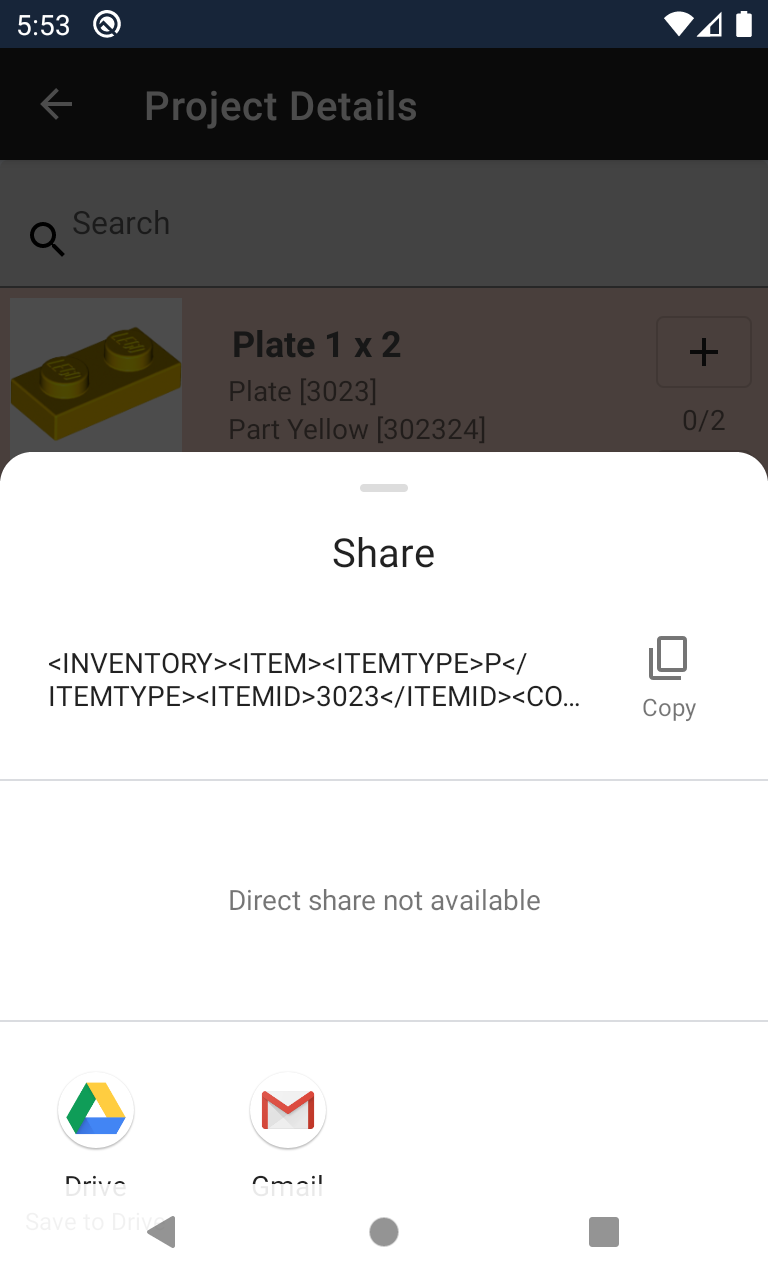 5:53
Project Details
Search
Plate 1 x 2
Plate [3023]
Part Yellow [302324]
0/2
Share
<INVENTORY><ITEM><ITEMTYPE>P</
ITEMTYPE><ITEMID>3023</ITEMID><CO…
Copy
Direct share not available
Drive
Gmail
Save to Drive